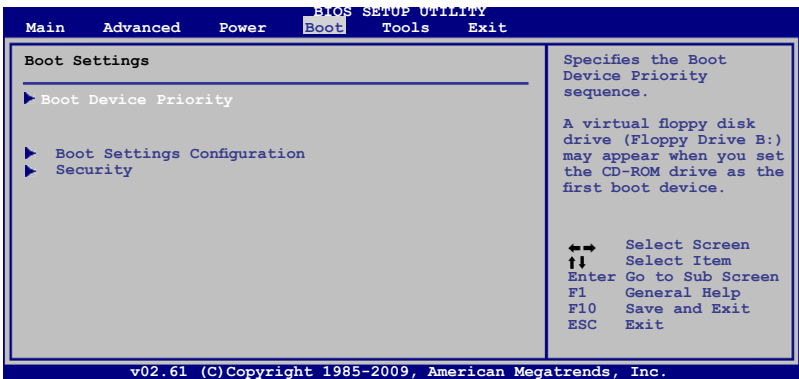 BIOS SETUP UTILITY
Main Advanced Power Boot Tools Exit
Boot Settings
Boot Device Priority
Boot Settings Configuration
Security
Specifies the Boot
Device Priority
sequence.
A virtual floppy disk
drive (Floppy Drive B:)
may appear when you set
the CD-ROM drive as the
first boot device.
←→ Select Screen
↑↓ Select Item
Enter Go to Sub Screen
F1 General Help
F10 Save and Exit
ESC Exit
v02.61 (C)Copyright 1985-2009, American Megatrends, Inc.